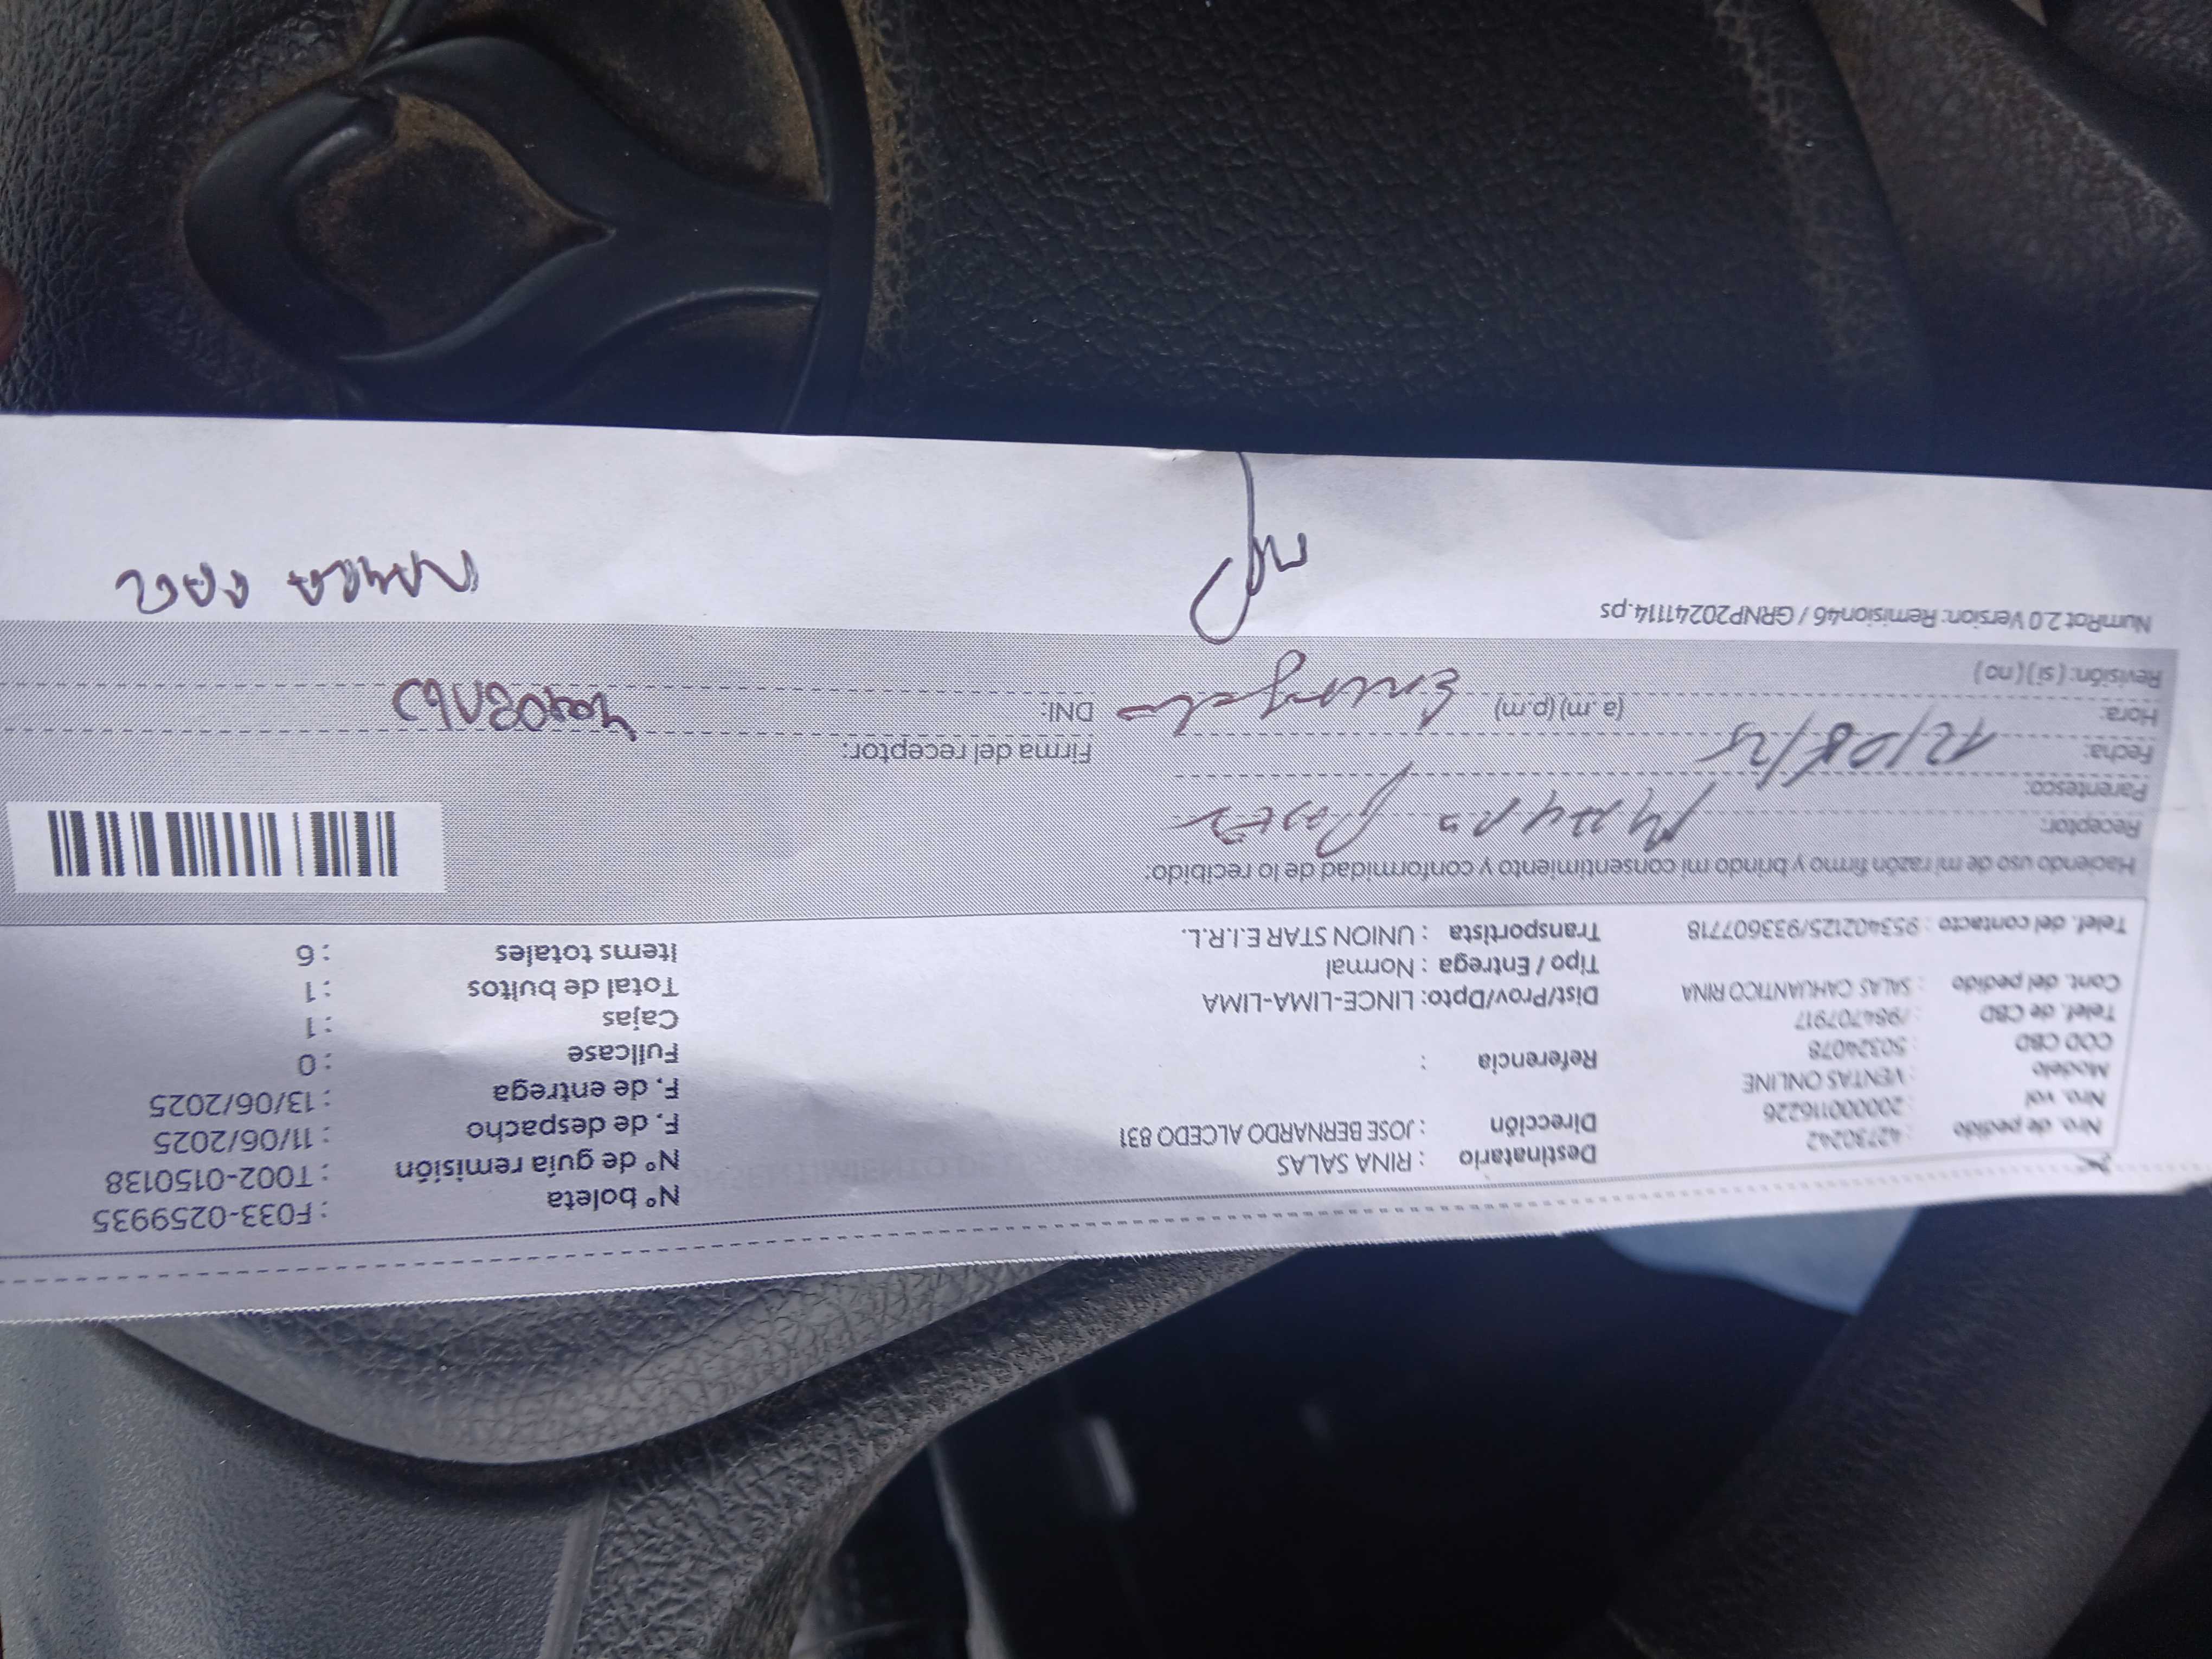 Nro. de pedido : 42730242
Nro. vol : 20000116226
Modelo : VENTAS ONLINE
COD CBD : 50324078
Telef. de CBD : /984707917
Cont. del pedido : SALAS CAHUANTICO RINA
Telef. del contacto : 953402125/933607718
Destinatario : RINA SALAS
Dirección : JOSE BERNARDO ALCEDO 831
Referencia :
Dist/Prov/Dpto: LINCE-LIMA-LIMA
Tipo / Entrega : Normal
Transportista : UNION STAR E.I.R.L.
N° boleta : F033-0259935
N° de guía remisión : T002-0150138
F. de despacho : 11/06/2025
F. de entrega : 13/06/2025
Fullcase : 0
Cajas : 1
Total de bultos : 1
Items totales : 6
Haciendo uso de mi razón firmo y brindo mi consentimiento y conformidad de lo recibido:
Receptor:
Parentesco:
Fecha: 12/06/25
Hora: (a.m)(p.m)
Revisión: (si)(no)
Firma del receptor:
DNI:
NumRot 2.0 Version: Remision46 / GRNP20241114.ps